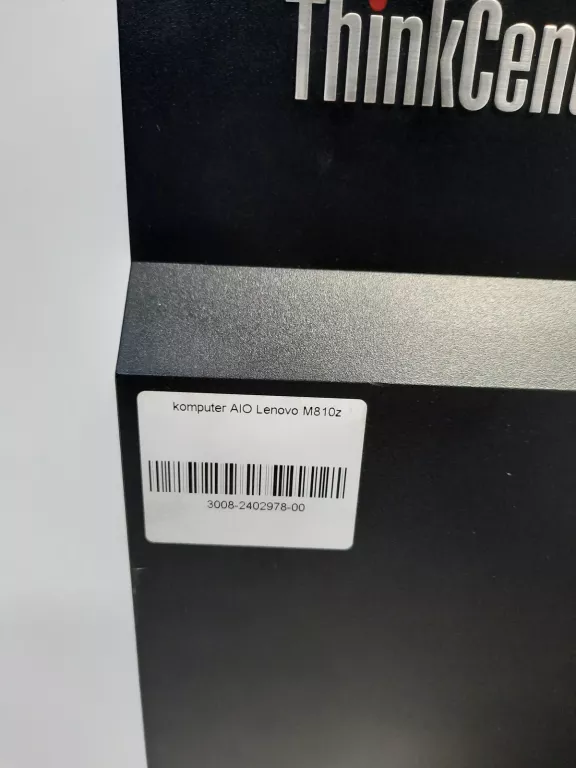 ThinkCen
komputer AIO Lenovo M810z
3008-2402978-00